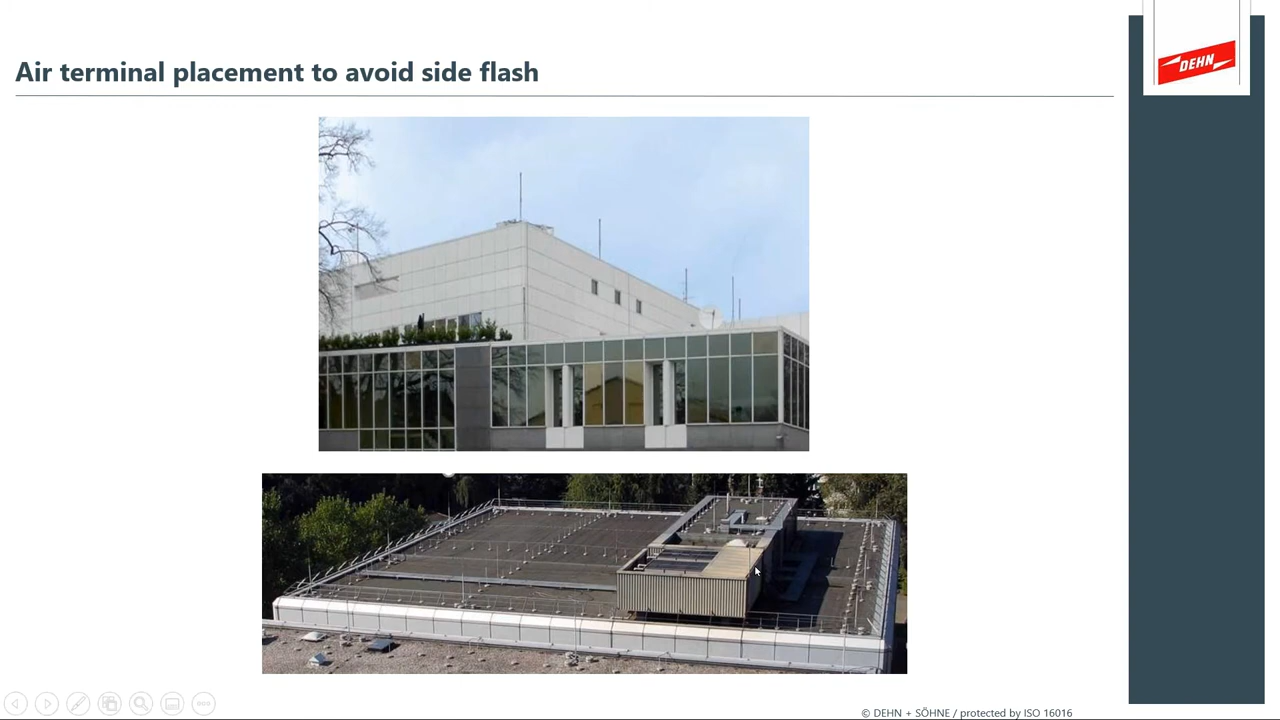 Air terminal placement to avoid side flash
DEHN
© DEHN + SÖHNE / protected by ISO 16016